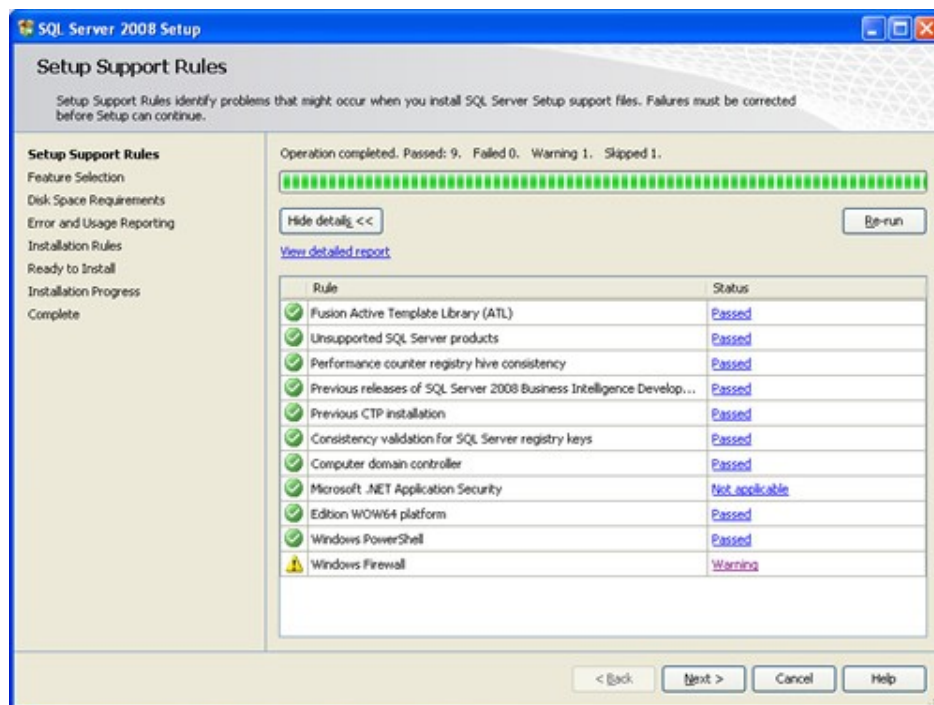 SQL Server 2008 Setup
Setup Support Rules
Setup Support Rules identify problems that might occur when you install SQL Server Setup support files. Failures must be corrected
before Setup can continue.
Setup Support Rules
Feature Selection
Disk Space Requirements
Error and Usage Reporting
Installation Rules
Ready to Install
Installation Progress
Complete
Operation completed. Passed: 9. Failed 0. Warning 1. Skipped 1.
Hide details <<
Re-run
View detailed report
Rule Status
Fusion Active Template Library (ATL) Passed
Unsupported SQL Server products Passed
Performance counter registry hive consistency Passed
Previous releases of SQL Server 2008 Business Intelligence Develop... Passed
Previous CTP installation Passed
Consistency validation for SQL Server registry keys Passed
Computer domain controller Passed
Microsoft .NET Application Security Not applicable
Edition WOW64 platform Passed
Windows PowerShell Passed
Windows Firewall Warning
< Back Next > Cancel Help